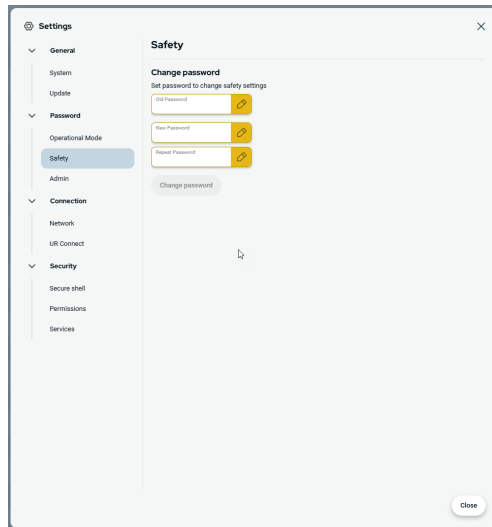 Settings
General
System
Update
Password
Operational Mode
Safety
Admin
Connection
Network
UR Connect
Security
Secure shell
Permissions
Services
Safety
Change password
Set password to change safety settings
Old Password
New Password
Repeat Password
Change password
Close